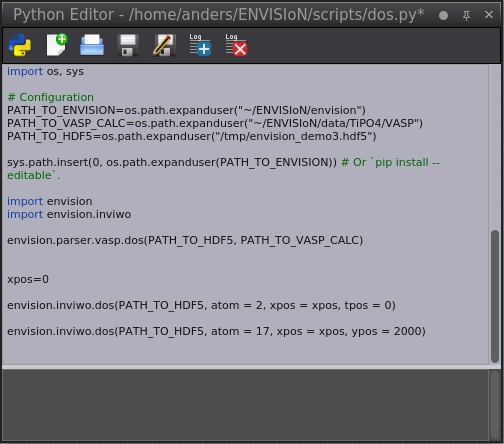 Python Editor - /home/anders/ENVISIoN/scripts/dos.py*
Log
Log
import os, sys
# Configuration
PATH_TO_ENVISION=os.path.expanduser("~/ENVISIoN/envision")
PATH_TO_VASP_CALC=os.path.expanduser("~/ENVISIoN/data/TiPO4/VASP")
PATH_TO_HDF5=os.path.expanduser("/tmp/envision_demo3.hdf5")
sys.path.insert(0, os.path.expanduser(PATH_TO_ENVISION)) # Or `pip install --
editable`.
import envision
import envision.inviwo
envision.parser.vasp.dos(PATH_TO_HDF5, PATH_TO_VASP_CALC)
xpos=0
envision.inviwo.dos(PATH_TO_HDF5, atom = 2, xpos = xpos, tpos = 0)
envision.inviwo.dos(PATH_TO_HDF5, atom = 17, xpos = xpos, ypos = 2000)